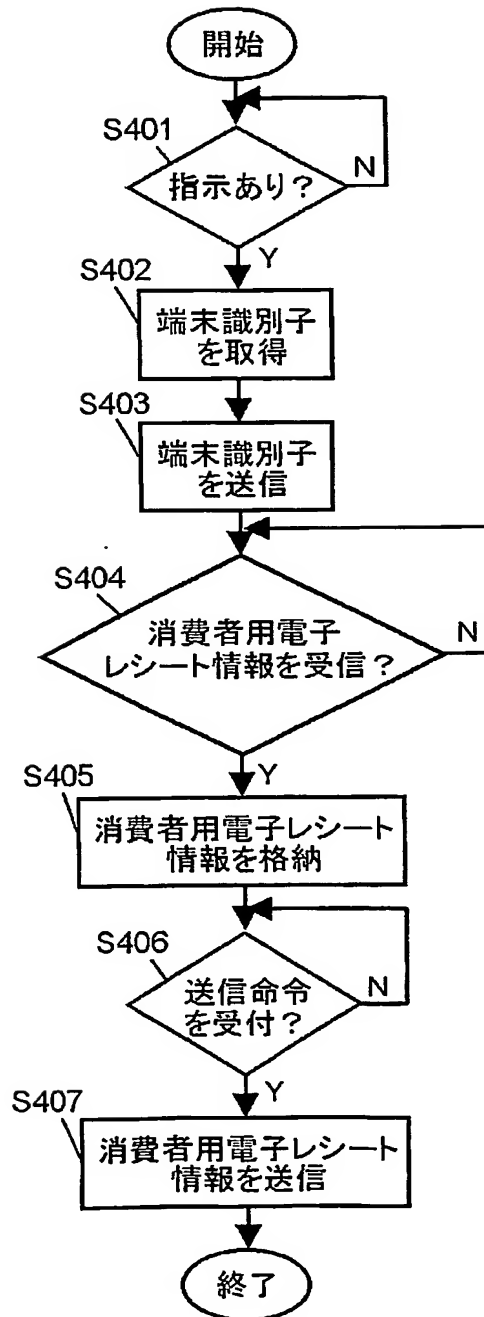 開始
S401
指示あり？
N
Y
S402
端末識別子
を取得
S403
端末識別子
を送信
S404
消費者用電子
レシート情報を受信？
N
Y
S405
消費者用電子レシート
情報を格納
S406
送信命令
を受付？
N
Y
S407
消費者用電子レシート
情報を送信
終了